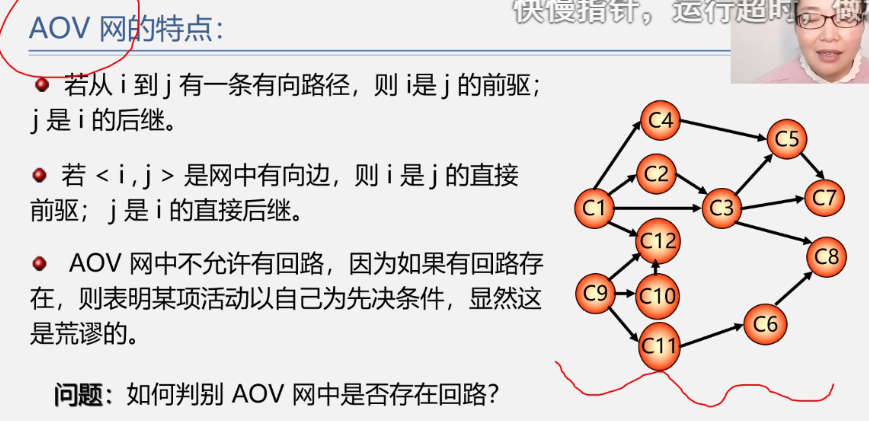 快慢指针，运行超时，做
AOV 网的特点：
若从 i 到 j 有一条有向路径，则 i是 j 的前驱；
j 是 i 的后继。
若 < i , j > 是网中有向边，则 i 是 j 的直接
前驱； j 是 i 的直接后继。
AOV 网中不允许有回路，因为如果有回路存
在，则表明某项活动以自己为先决条件，显然这
是荒谬的。
问题：如何判别 AOV 网中是否存在回路？
C4
C5
C2
C7
C1
C3
C12
C8
C9
C10
C6
C11